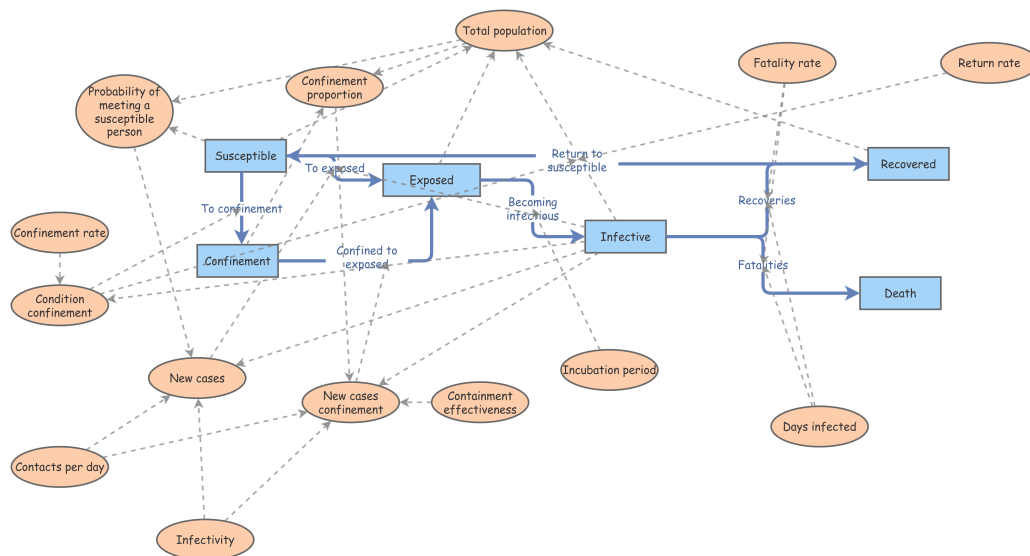 Total population
Fatality rate
Return rate
Confinement
proportion
Probability of
meeting a
susceptible
person
Susceptible
To exposed
Return to
susceptible
Recovered
Exposed
Becoming
infectious
Recoveries
To confinement
Confinement rate
Infective
Confinement
Confined to
exposed
Fatalities
Death
Condition
confinement
New cases
Incubation period
New cases
confinement
Containment
effectiveness
Days infected
Contacts per day
Infectivity